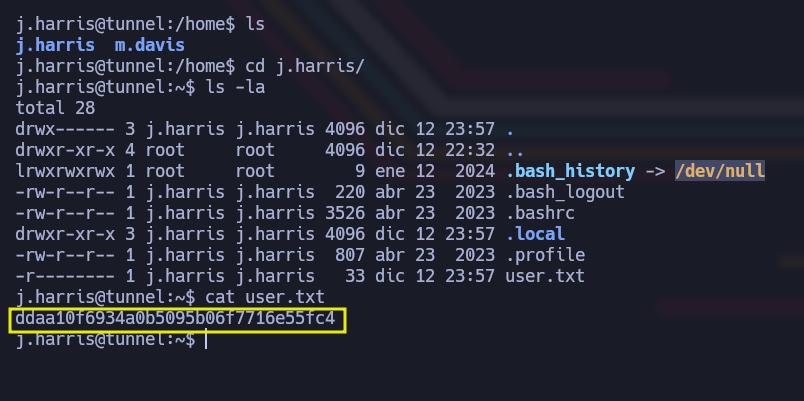 j.harris@tunnel:/home$ ls
j.harris  m.davis
j.harris@tunnel:/home$ cd j.harris/
j.harris@tunnel:~$ ls -la
total 28
drwx------ 3 j.harris j.harris 4096 dic 12 23:57 .
drwxr-xr-x 4 root     root     4096 dic 12 22:32 ..
lrwxrwxrwx 1 root     root        9 ene 12  2024 .bash_history -> /dev/null
-rw-r--r-- 1 j.harris j.harris  220 abr 23  2023 .bash_logout
-rw-r--r-- 1 j.harris j.harris 3526 abr 23  2023 .bashrc
drwxr-xr-x 3 j.harris j.harris 4096 dic 12 23:57 .local
-rw-r--r-- 1 j.harris j.harris  807 abr 23  2023 .profile
-r-------- 1 j.harris j.harris   33 dic 12 23:57 user.txt
j.harris@tunnel:~$ cat user.txt
ddaa10f6934a0b5095b06f7716e55fc4
j.harris@tunnel:~$